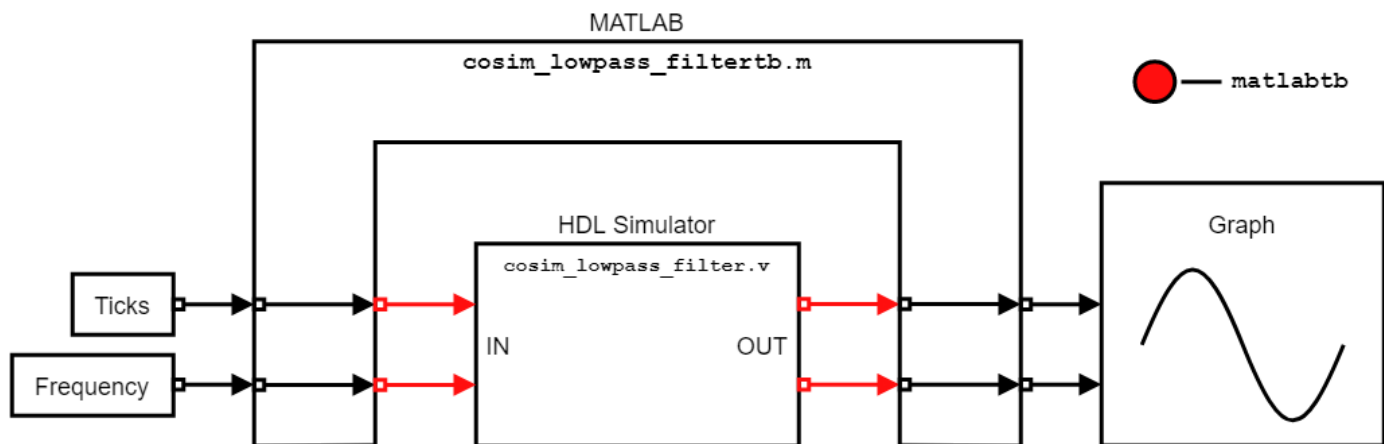 MATLAB
cosim_lowpass_filtertb.m
matlabtb
HDL Simulator
Graph
cosim_lowpass_filter.v
Ticks
IN
OUT
Frequency